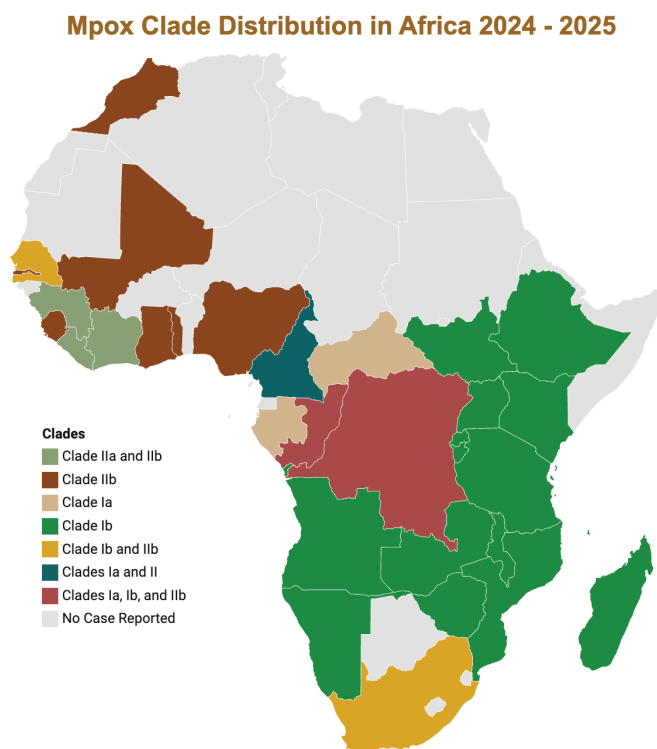 Mpox Clade Distribution in Africa 2024 - 2025
Clades
Clade IIa and IIb
Clade IIb
Clade Ia
Clade Ib
Clade Ib and IIb
Clades Ia and II
Clades Ia, Ib, and IIb
No Case Reported